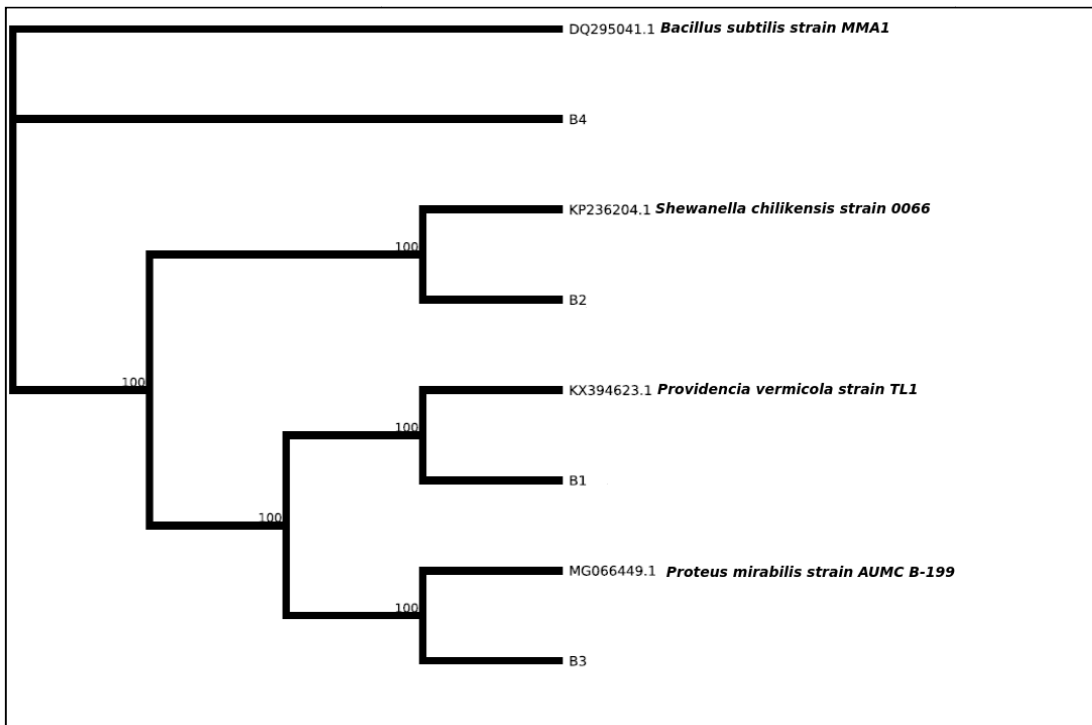 DQ295041.1 Bacillus subtilis strain MMA1
B4
KP236204.1 Shewanella chilikensis strain 0066
100
B2
100
KX394623.1 Providencia vermicola strain TL1
100
B1
100
MG066449.1 Proteus mirabilis strain AUMC B-199
100
B3